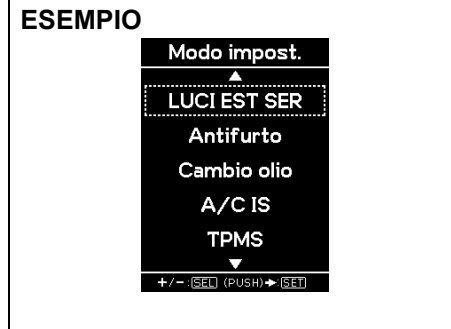 ESEMPIO
Modo impost.
LUCI EST SER
Antifurto
Cambio olio
A/C IS
TPMS
+/-:SEL (PUSH)➔:SET